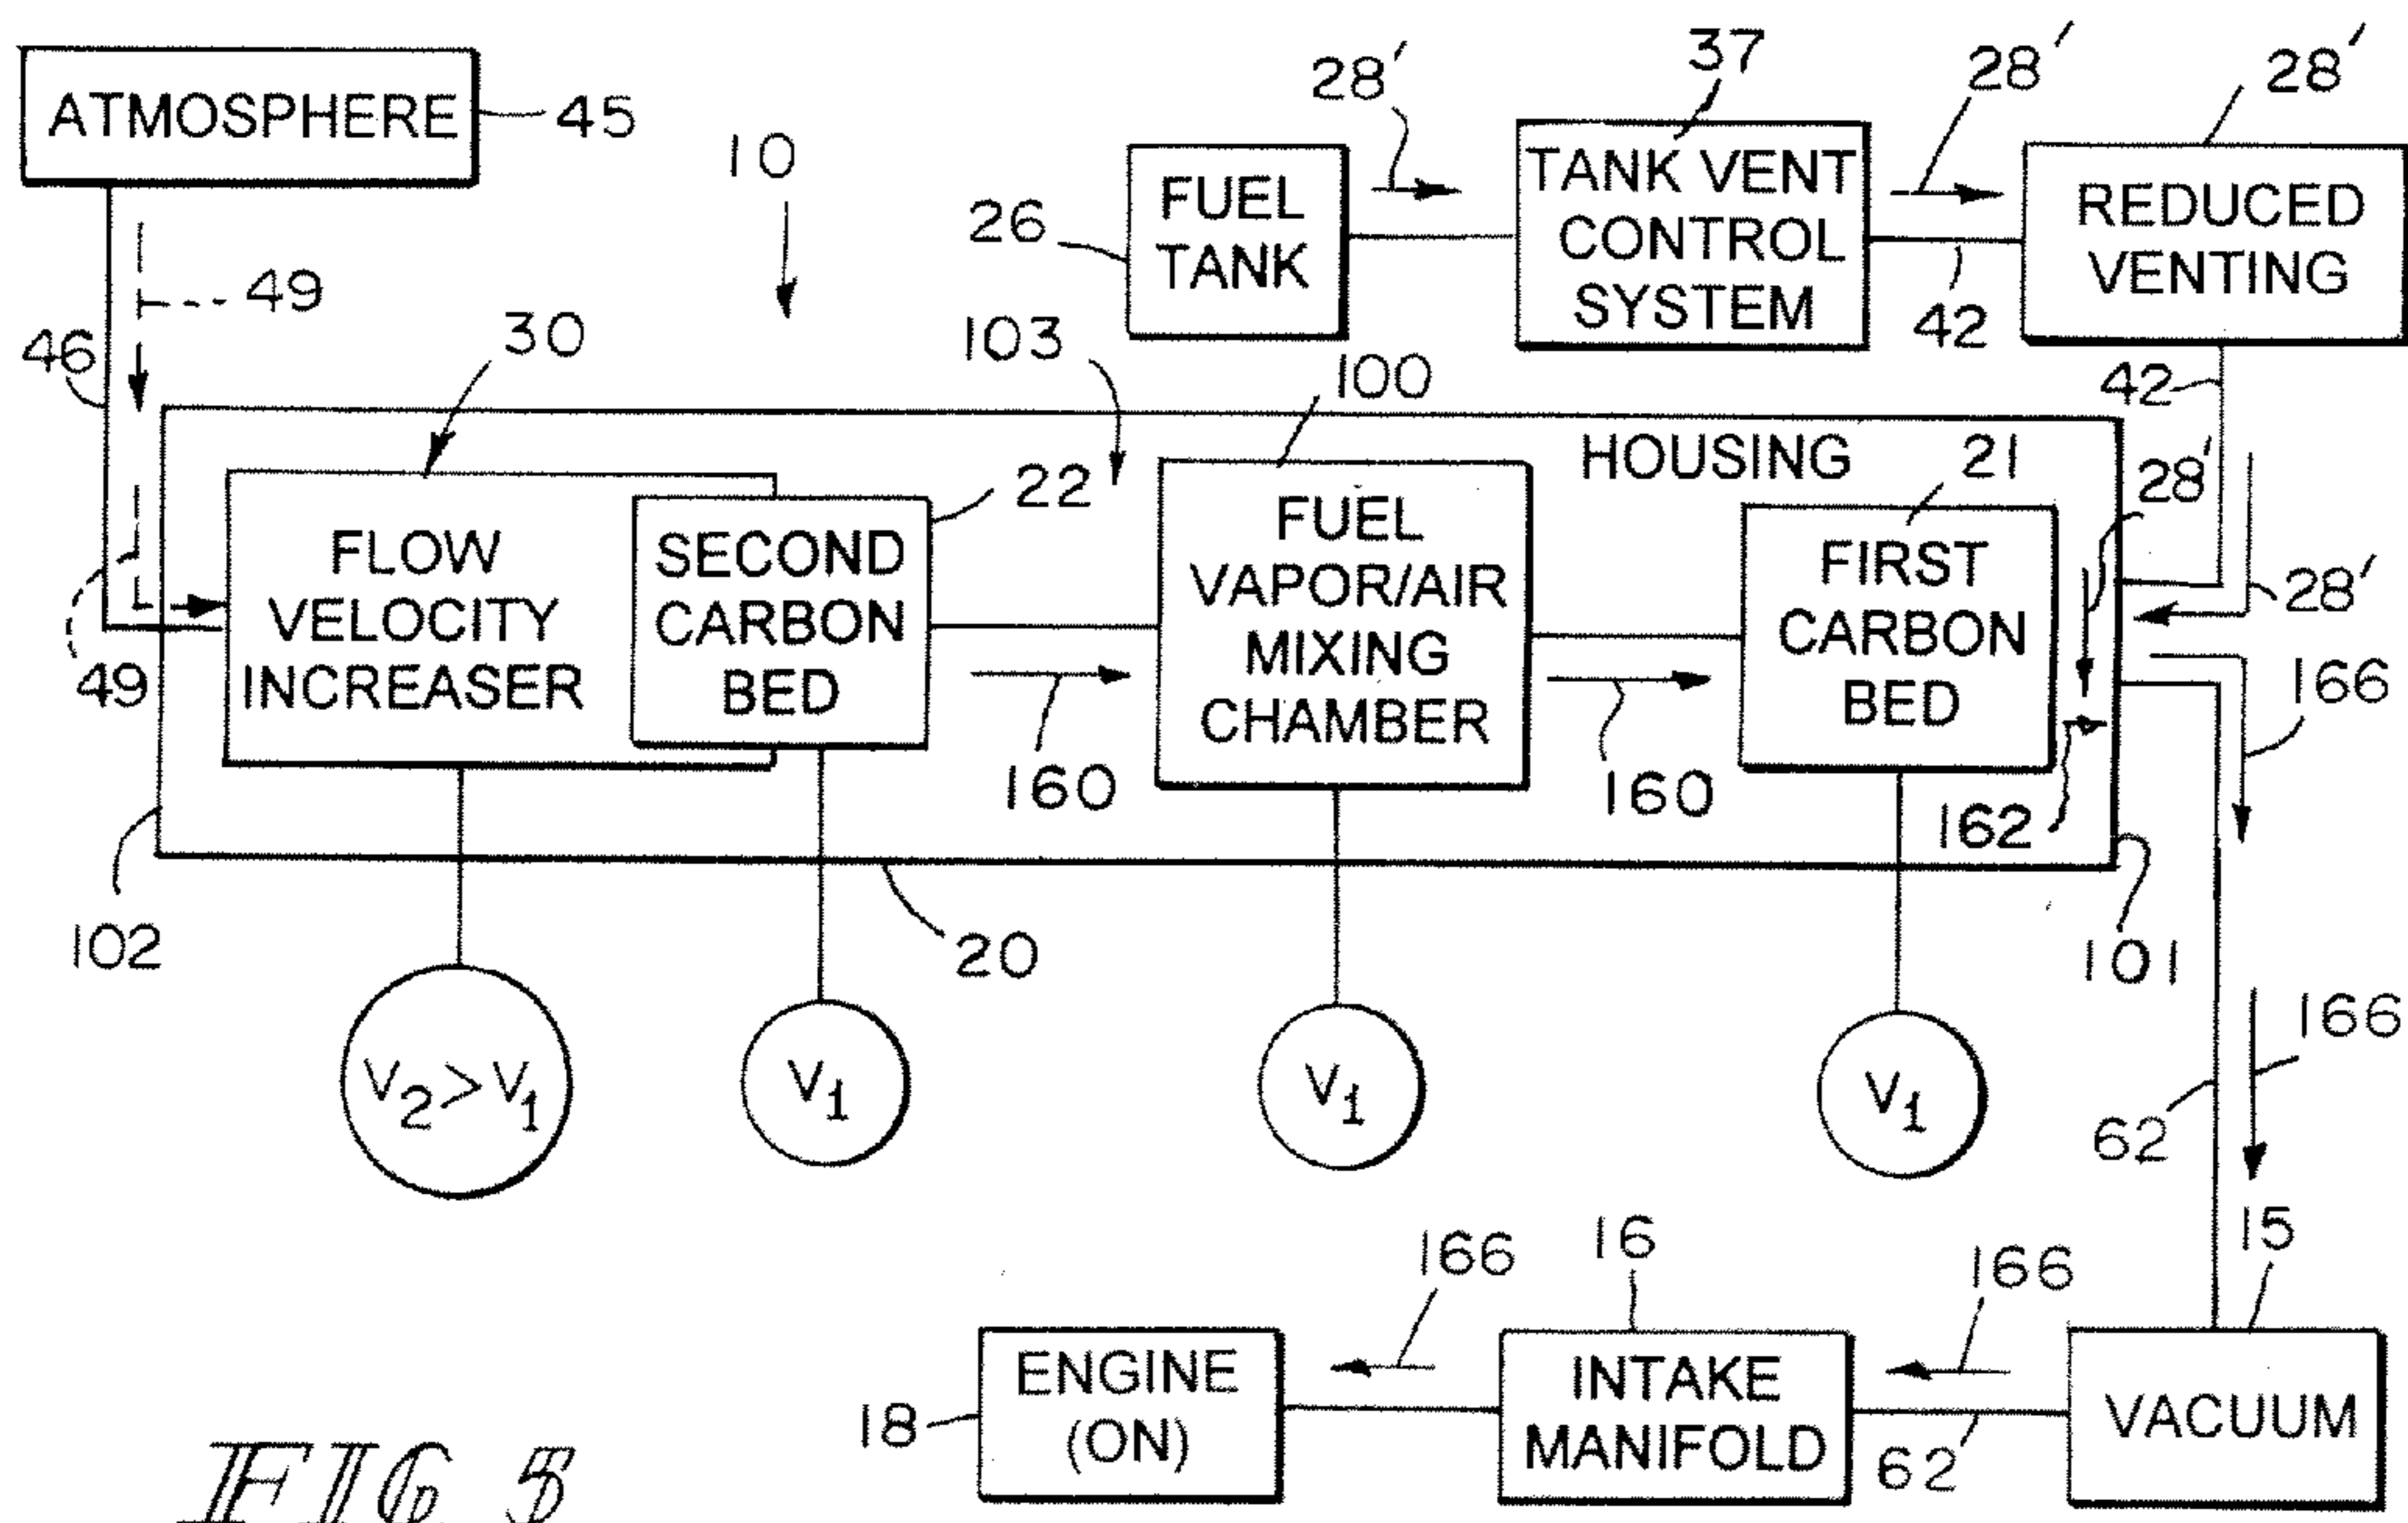 ATMOSPHERE
45
10
26
FUEL
TANK
28'
37
TANK VENT
CONTROL
SYSTEM
28'
42
28'
REDUCED
VENTING
42
46
49
49
30
103
100
HOUSING
21
28'
28'
FLOW
VELOCITY
INCREASER
22
SECOND
CARBON
BED
160
FUEL
VAPOR/AIR
MIXING
CHAMBER
160
FIRST
CARBON
BED
162
166
102
20
101
V2>V1
V1
V1
V1
62
166
15
18
ENGINE
(ON)
166
16
INTAKE
MANIFOLD
166
62
VACUUM
FIG. 5